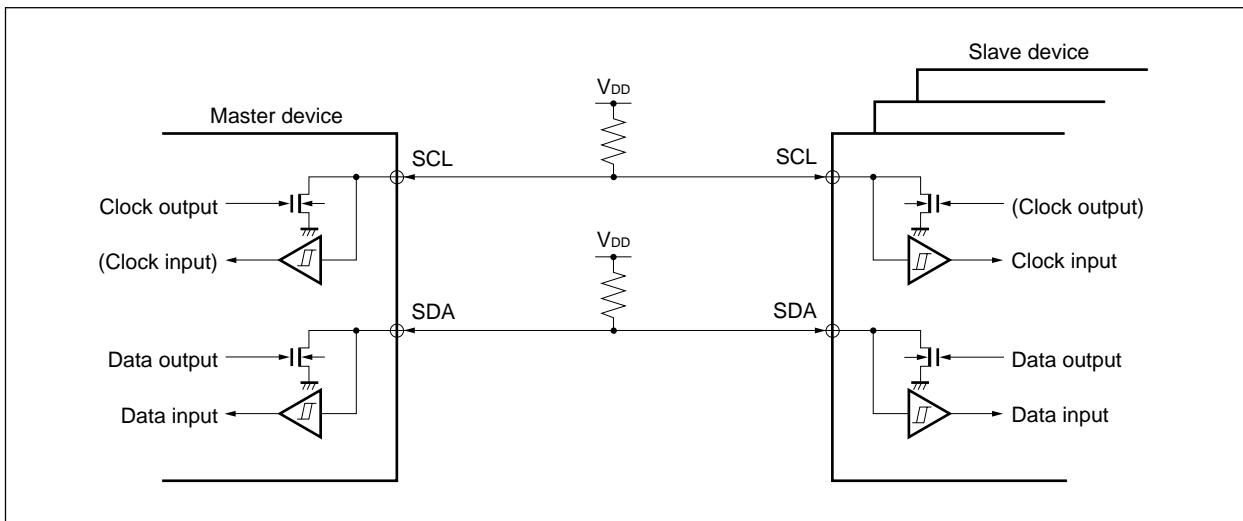 Slave device
VDD
Master device
SCL
SCL
Clock output
(Clock output)
(Clock input)
Clock input
VDD
SDA
SDA
Data output
Data output
Data input
Data input